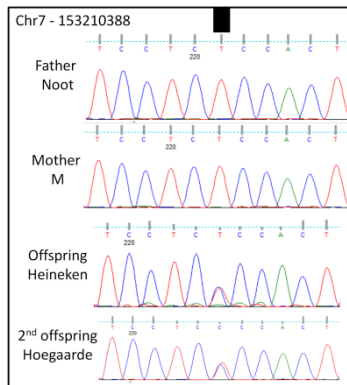 Chr7 - 153210388
T C C T C T C C A C T
220
Father
Noot
T C C T C T C C A C T
220
Mother
M
T C C T C T C C A C T
220
Offspring
Heineken
T C C T C C C C A C T
220
2nd offspring
Hoegaarde